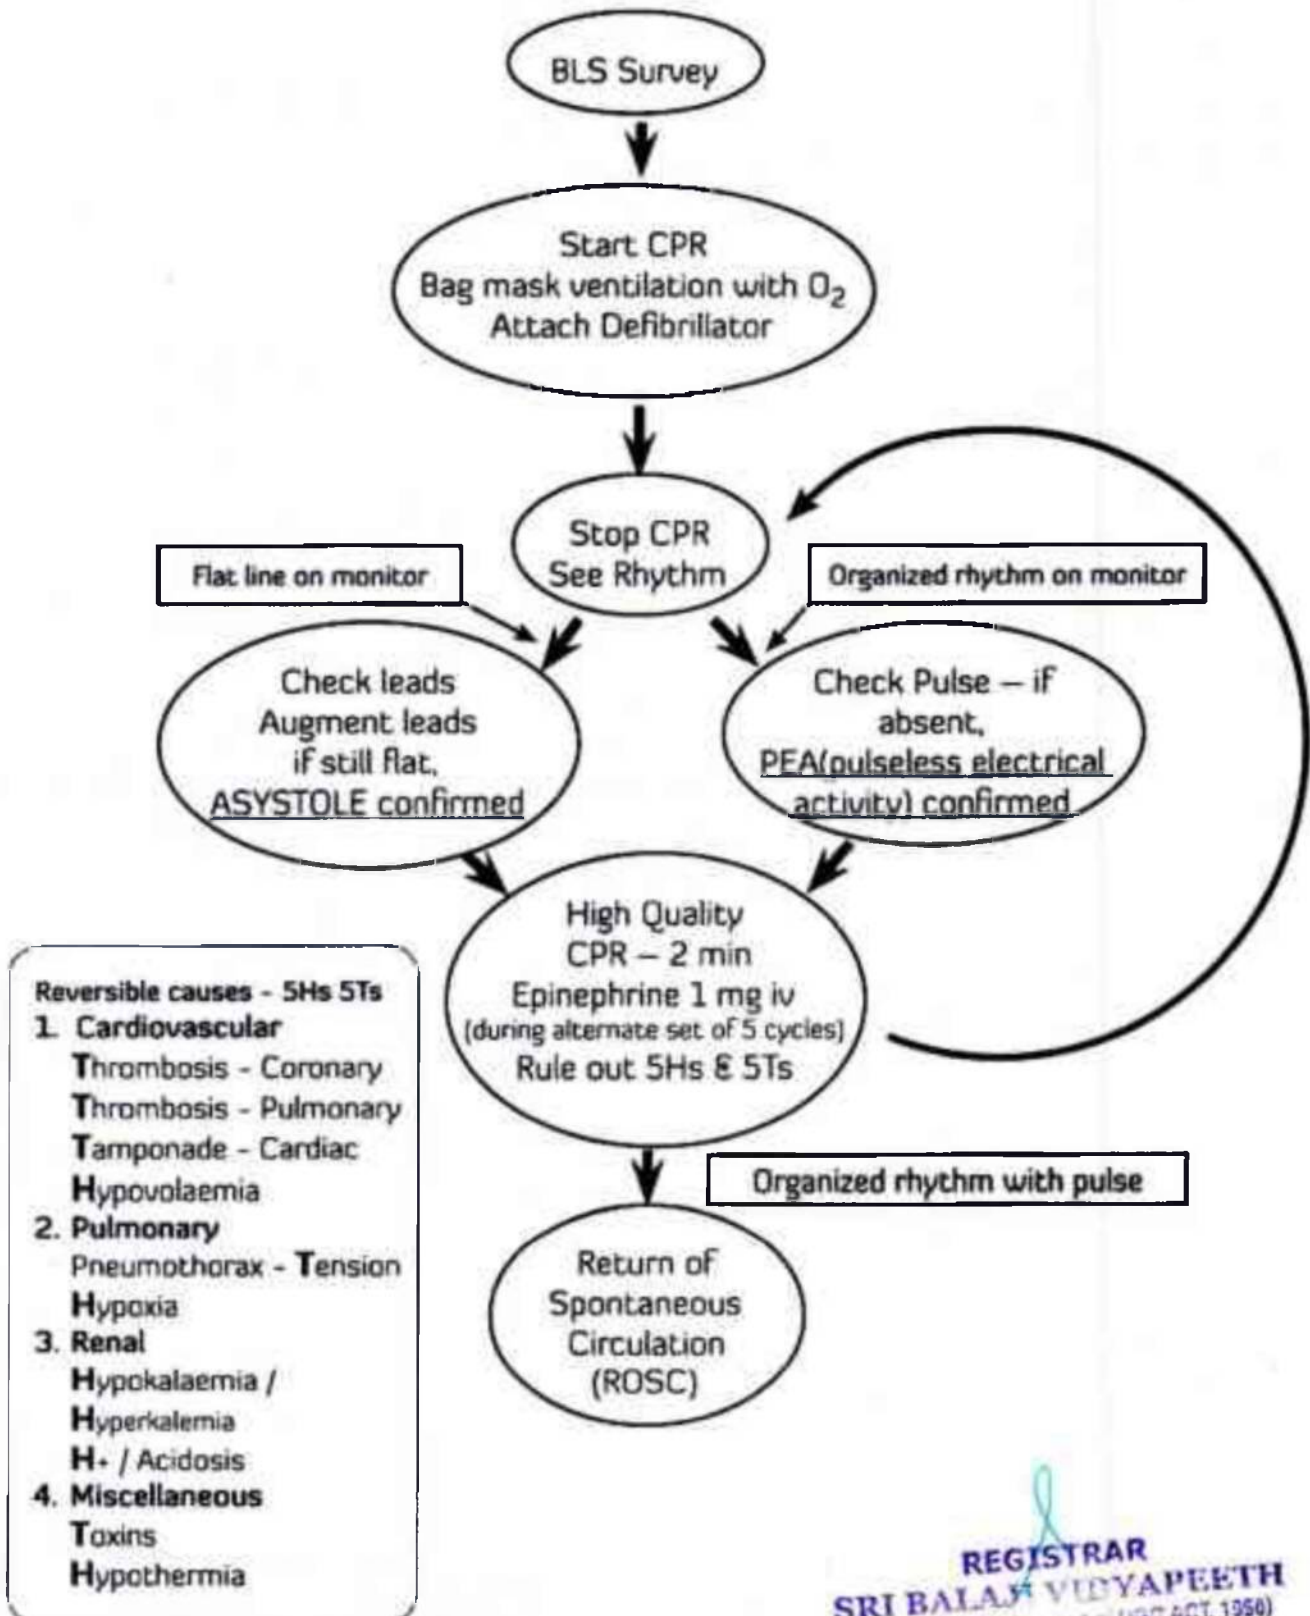 BLS Survey
Start CPR
Bag mask ventilation with O₂
Attach Defibrillator
Stop CPR
See Rhythm
Flat line on monitor
Organized rhythm on monitor
Check leads
Augment leads
if still flat,
ASYSTOLE confirmed
Check Pulse – if
absent,
PEA(pulseless electrical
activity) confirmed
High Quality
CPR – 2 min
Epinephrine 1 mg iv
(during alternate set of 5 cycles)
Rule out 5Hs & 5Ts
Organized rhythm with pulse
Return of
Spontaneous
Circulation
(ROSC)
Reversible causes - 5Hs 5Ts
1. Cardiovascular
Thrombosis - Coronary
Thrombosis - Pulmonary
Tamponade - Cardiac
Hypovolaemia
2. Pulmonary
Pneumothorax - Tension
Hypoxia
3. Renal
Hypokalaemia /
Hyperkalemia
H+ / Acidosis
4. Miscellaneous
Toxins
Hypothermia
REGISTRAR
SRI BALAJI VIDYAPEETH
ACT, 1956)